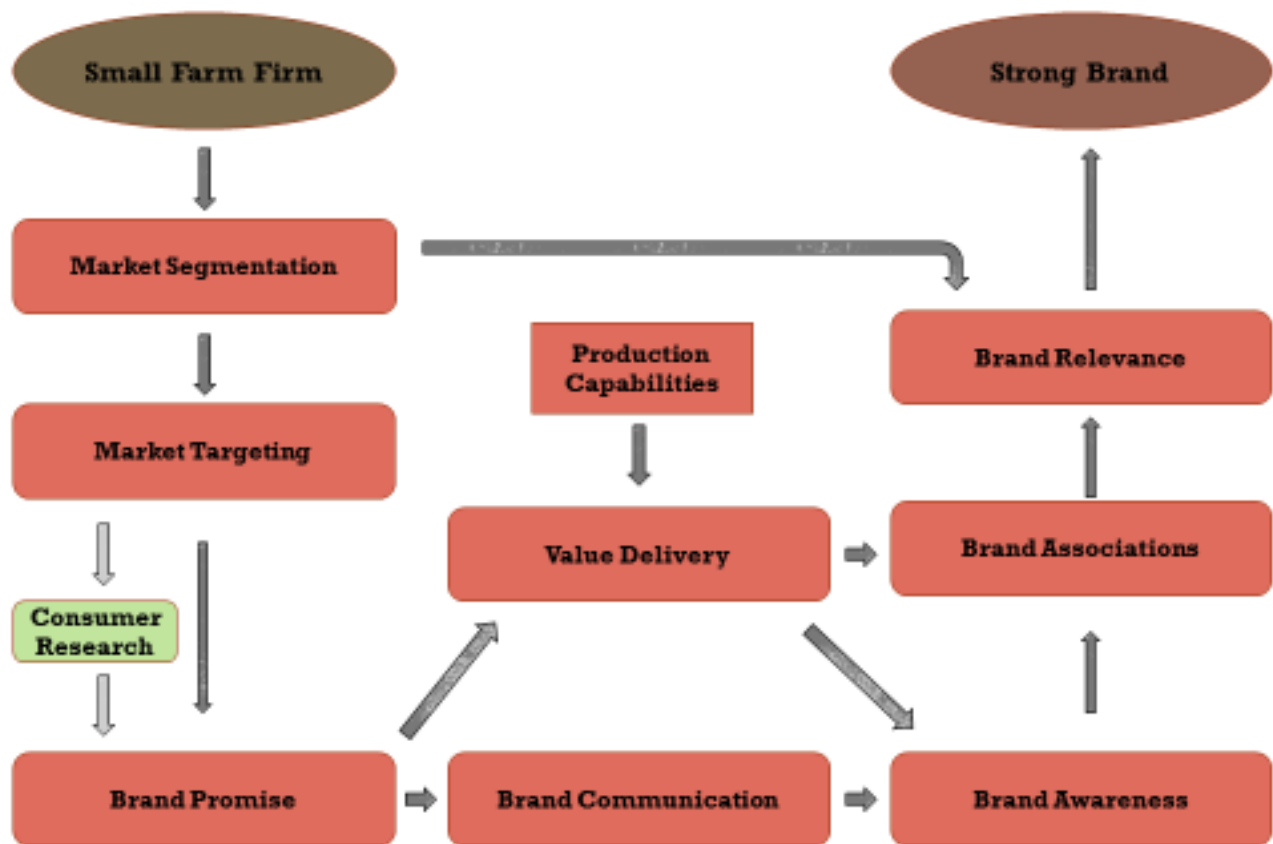 Small Farm Firm
Strong Brand
Market Segmentation
Production
Capabilities
Brand Relevance
Market Targeting
Value Delivery
Brand Associations
Consumer
Research
Brand Promise
Brand Communication
Brand Awareness